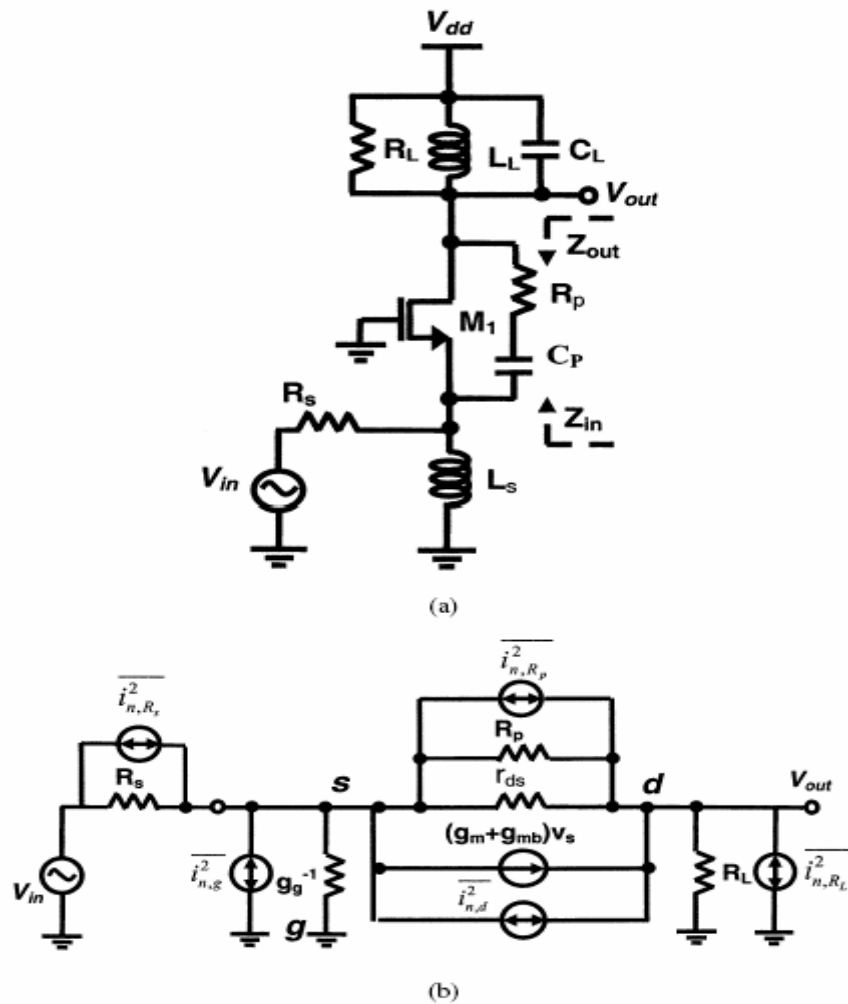 Vdd
RL
LL
CL
Vout
Zout
Rp
M1
CP
Rs
Zin
Vin
Ls
(a)
i²n,Rs
i²n,Rp
Rs
Rp
s
rds
d
Vout
(gm+gmb)vs
Vin
i²n,g
gg⁻¹
i²n,d
RL
i²n,RL
g
(b)